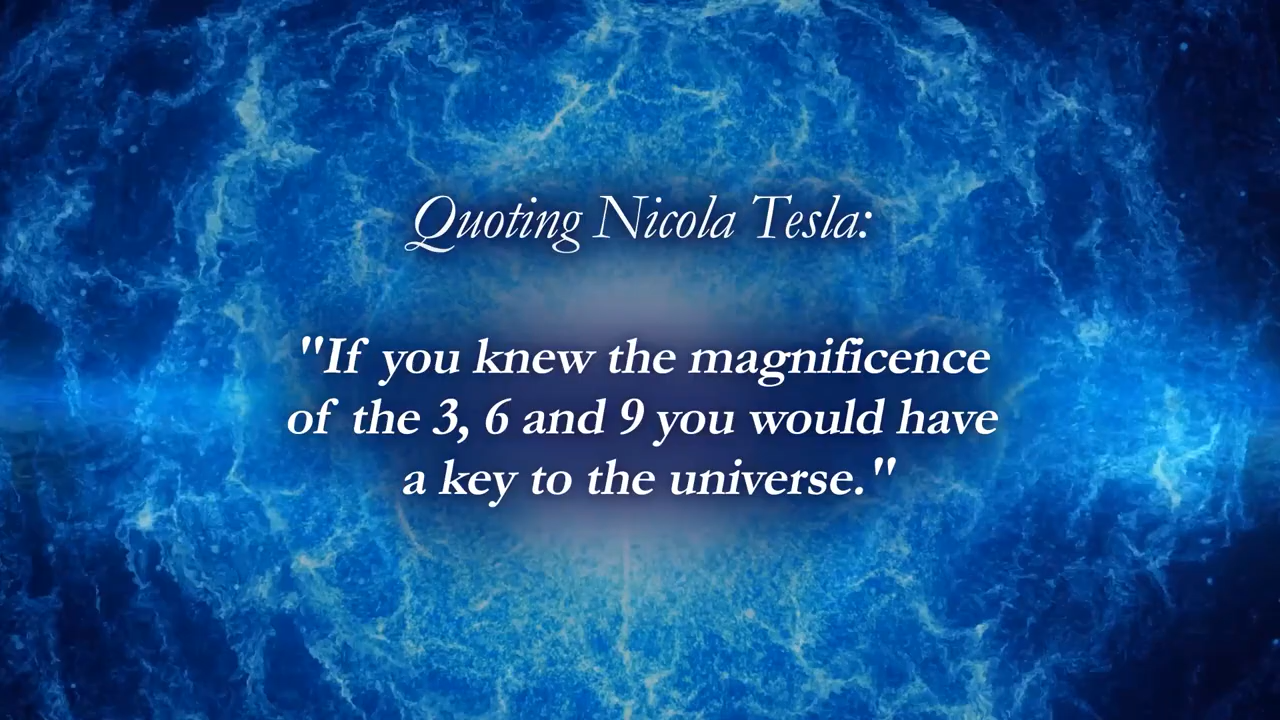 Quoting Nicola Tesla:
"If you knew the magnificence
of the 3, 6 and 9 you would have
a key to the universe."